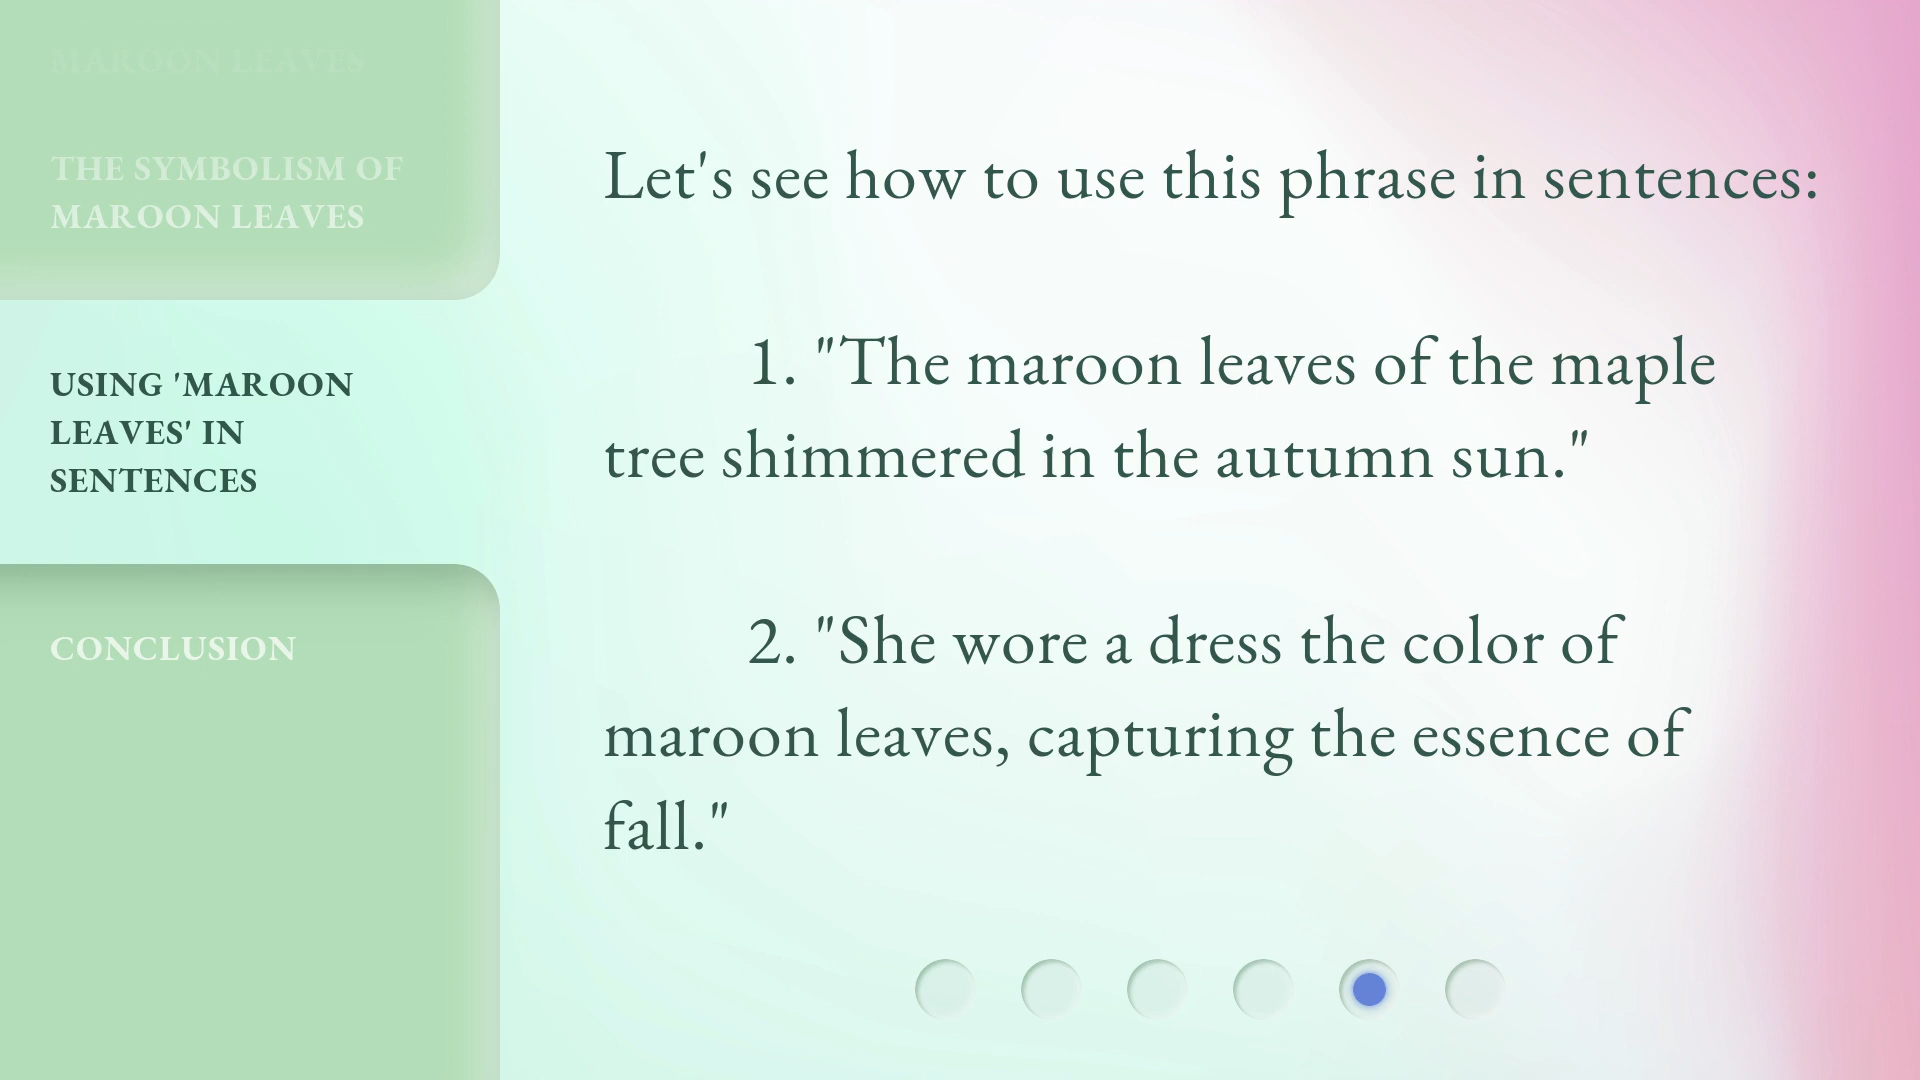 MAROON LEAVES
THE SYMBOLISM OF
MAROON LEAVES
USING 'MAROON
LEAVES' IN
SENTENCES
CONCLUSION
Let's see how to use this phrase in sentences:
1. "The maroon leaves of the maple
tree shimmered in the autumn sun."
2. "She wore a dress the color of
maroon leaves, capturing the essence of
fall."